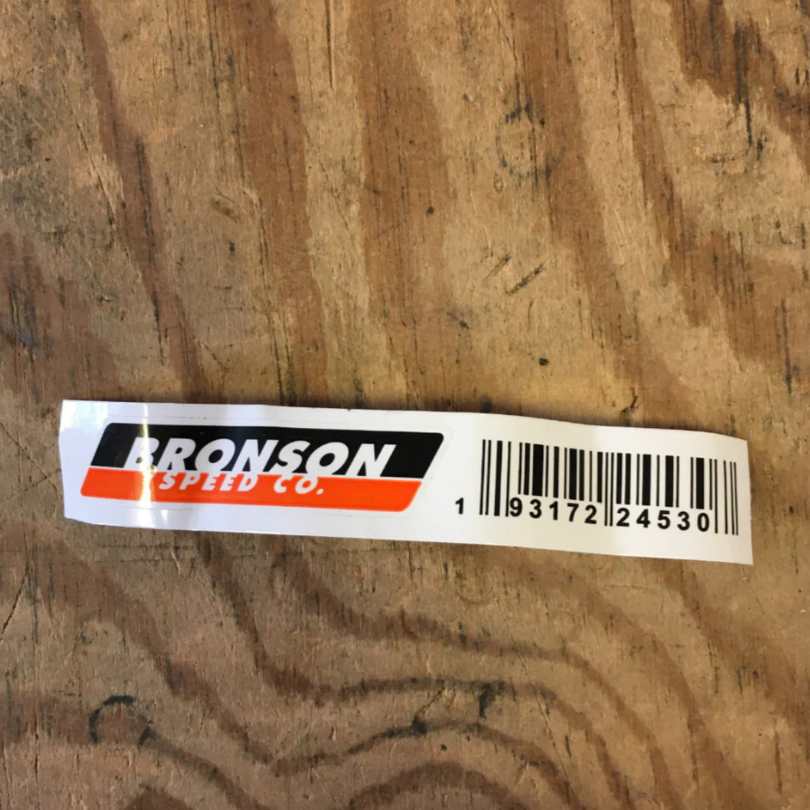 BRONSON
SPEED CO.
1 93172 24530